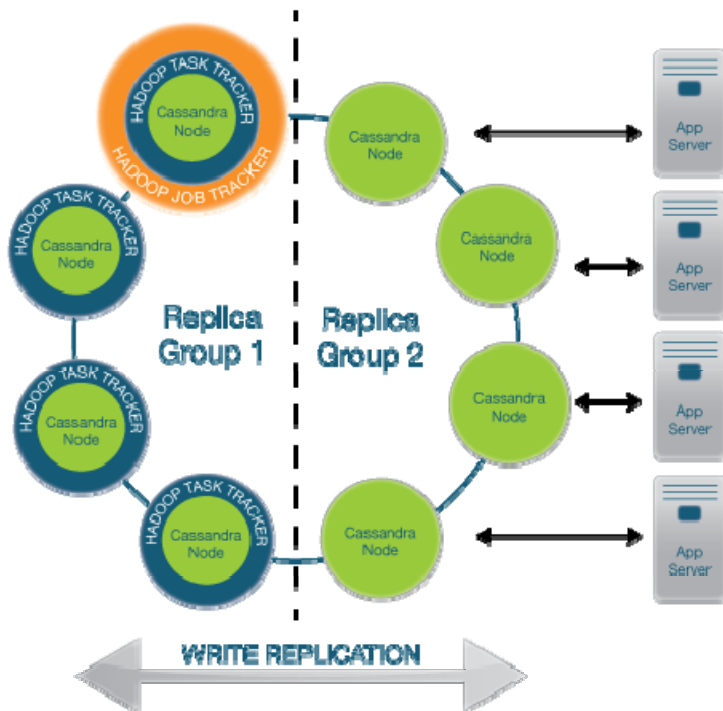 HADOOP TASK TRACKER
Cassandra
Node
HADOOP JOB TRACKER
HADOOP TASK TRACKER
Cassandra
Node
HADOOP TASK TRACKER
Cassandra
Node
HADOOP TASK TRACKER
Cassandra
Node
Replica
Group 1
Replica
Group 2
Cassandra
Node
Cassandra
Node
Cassandra
Node
Cassandra
Node
App
Server
App
Server
App
Server
App
Server
WRITE REPLICATION